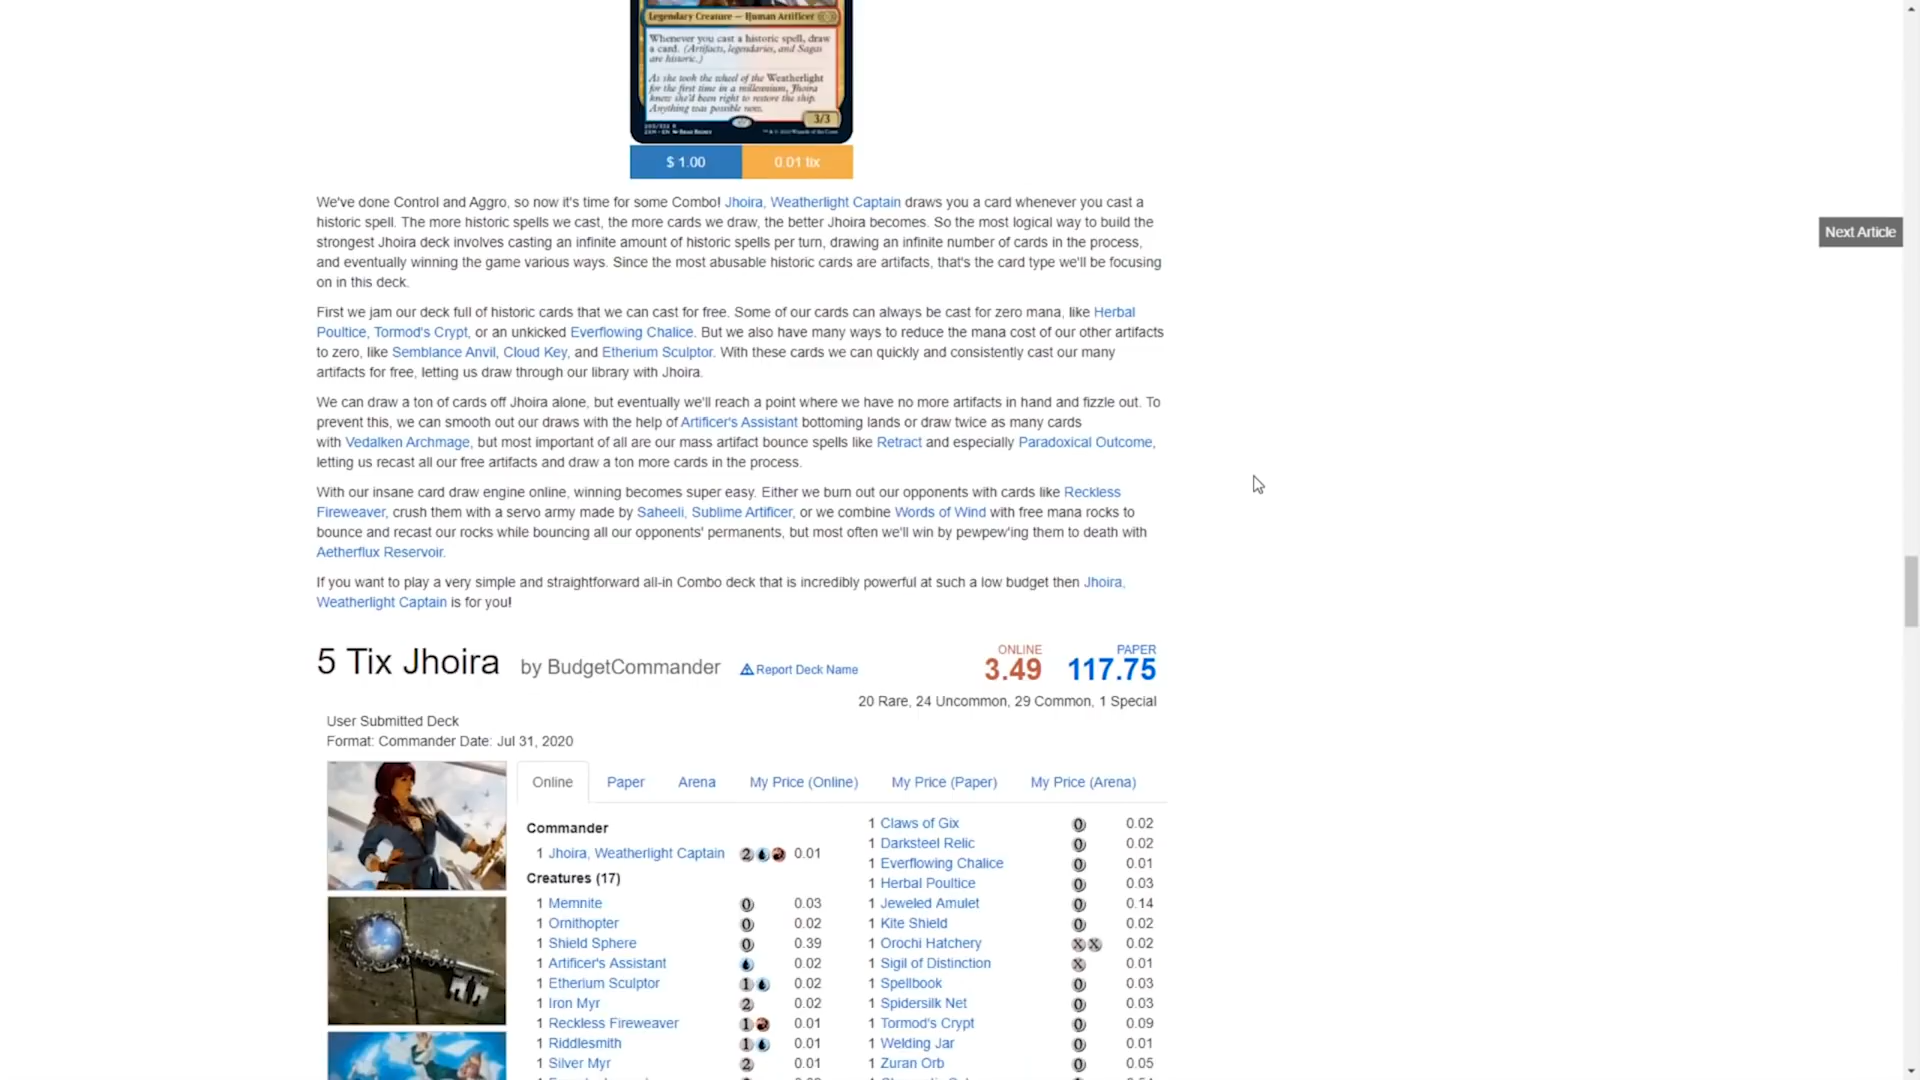 Legendary Creature — Human Artificer
Whenever you cast a historic spell, draw
a card. (Artifacts, legendaries, and Sagas
are historic.)
As she took the wheel of the Weatherlight
for the first time in a millennium, Jhoira
knew she'd been right to restore the ship.
Anything was possible now.
3/3
$ 1.00
0.01 tix
We've done Control and Aggro, so now it's time for some Combo! Jhoira, Weatherlight Captain draws you a card whenever you cast a
historic spell. The more historic spells we cast, the more cards we draw, the better Jhoira becomes. So the most logical way to build the
strongest Jhoira deck involves casting an infinite amount of historic spells per turn, drawing an infinite number of cards in the process,
and eventually winning the game various ways. Since the most abusable historic cards are artifacts, that's the card type we'll be focusing
on in this deck.
Next Article
First we jam our deck full of historic cards that we can cast for free. Some of our cards can always be cast for zero mana, like Herbal
Poultice, Tormod's Crypt, or an unkicked Everflowing Chalice. But we also have many ways to reduce the mana cost of our other artifacts
to zero, like Semblance Anvil, Cloud Key, and Etherium Sculptor. With these cards we can quickly and consistently cast our many
artifacts for free, letting us draw through our library with Jhoira.
We can draw a ton of cards off Jhoira alone, but eventually we'll reach a point where we have no more artifacts in hand and fizzle out. To
prevent this, we can smooth out our draws with the help of Artificer's Assistant bottoming lands or draw twice as many cards
with Vedalken Archmage, but most important of all are our mass artifact bounce spells like Retract and especially Paradoxical Outcome,
letting us recast all our free artifacts and draw a ton more cards in the process.
With our insane card draw engine online, winning becomes super easy. Either we burn out our opponents with cards like Reckless
Fireweaver, crush them with a servo army made by Saheeli, Sublime Artificer, or we combine Words of Wind with free mana rocks to
bounce and recast our rocks while bouncing all our opponents' permanents, but most often we'll win by pewpew'ing them to death with
Aetherflux Reservoir.
If you want to play a very simple and straightforward all-in Combo deck that is incredibly powerful at such a low budget then Jhoira,
Weatherlight Captain is for you!
5 Tix Jhoira by BudgetCommander Report Deck Name
ONLINE
3.49
PAPER
117.75
20 Rare, 24 Uncommon, 29 Common, 1 Special
User Submitted Deck
Format: Commander Date: Jul 31, 2020
Online Paper Arena My Price (Online) My Price (Paper) My Price (Arena)
Commander
1 Jhoira, Weatherlight Captain 2 0.01
Creatures (17)
1 Memnite 0 0.03
1 Ornithopter 0 0.02
1 Shield Sphere 0 0.39
1 Artificer's Assistant 0.02
1 Etherium Sculptor 1 0.02
1 Iron Myr 2 0.02
1 Reckless Fireweaver 1 0.01
1 Riddlesmith 1 0.01
1 Silver Myr 2 0.01
1 Claws of Gix 0 0.02
1 Darksteel Relic 0 0.02
1 Everflowing Chalice 0 0.01
1 Herbal Poultice 0 0.03
1 Jeweled Amulet 0 0.14
1 Kite Shield 0 0.02
1 Orochi Hatchery X X 0.02
1 Sigil of Distinction X 0.01
1 Spellbook 0 0.03
1 Spidersilk Net 0 0.03
1 Tormod's Crypt 0 0.09
1 Welding Jar 0 0.01
1 Zuran Orb 0 0.05